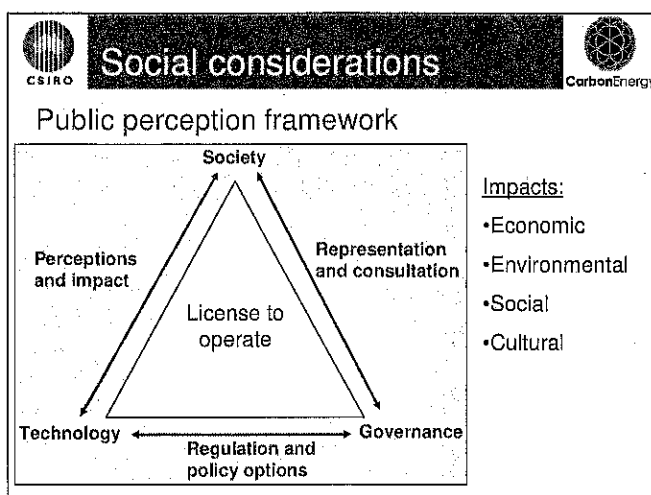 CSIRO
Social considerations
CarbonEnergy
Public perception framework
Society
Perceptions
and impact
Representation
and consultation
License to
operate
Technology
Governance
Regulation and
policy options
Impacts:
•Economic
•Environmental
•Social
•Cultural